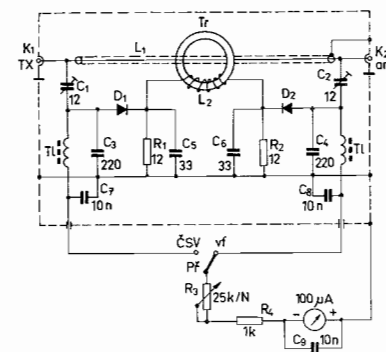 Tr
K1
TX
L1
K2
an
C1
12
L2
C2
12
D1
D2
Tl
C3
220
R1
12
C5
33
C6
33
R2
12
C4
220
Tl
C7
10n
C8
10n
ČSV
vf
Př
R3
25k/N
R4
1k
100µA
-
+
C9
10n